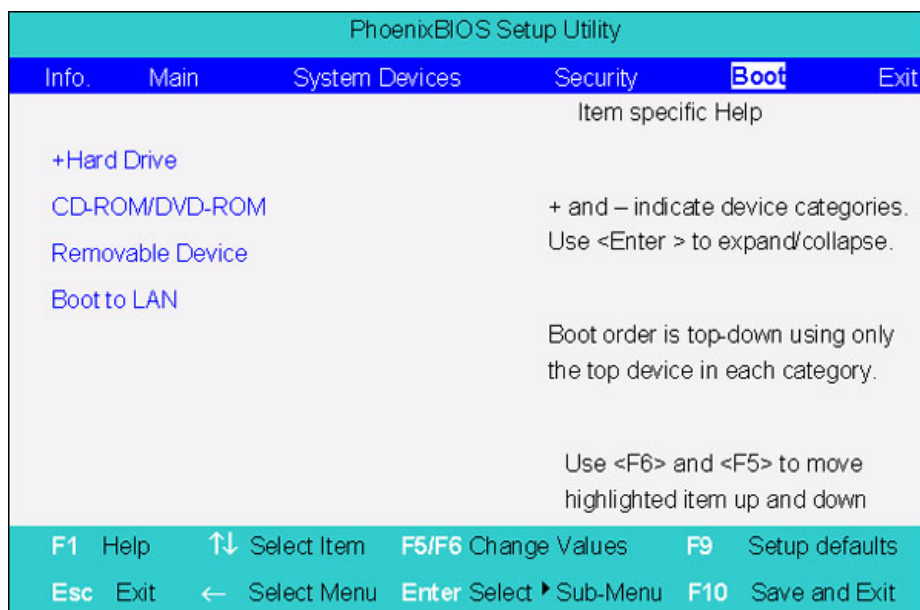 PhoenixBIOS Setup Utility
Info. Main System Devices Security Boot Exit
Item specific Help
+Hard Drive
CD-ROM/DVD-ROM
Removable Device
Boot to LAN
+ and – indicate device categories.
Use <Enter > to expand/collapse.
Boot order is top-down using only
the top device in each category.
Use <F6> and <F5> to move
highlighted item up and down
F1 Help ↑↓ Select Item F5/F6 Change Values F9 Setup defaults
Esc Exit ← Select Menu Enter Select ▶ Sub-Menu F10 Save and Exit